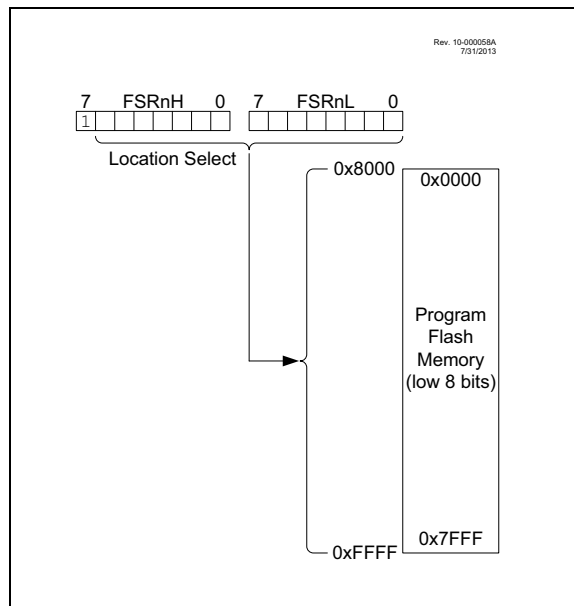 Rev. 10-000058A
7/31/2013
7 FSRnH 0 7 FSRnL 0
1
Location Select
0x8000
0x0000
Program
Flash
Memory
(low 8 bits)
0x7FFF
0xFFFF